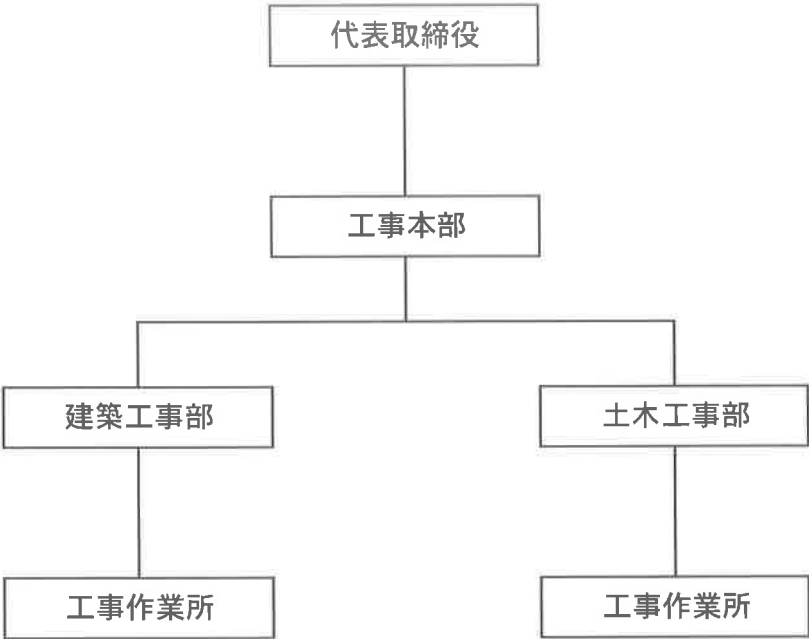 代表取締役
工事本部
建築工事部
土木工事部
工事作業所
工事作業所